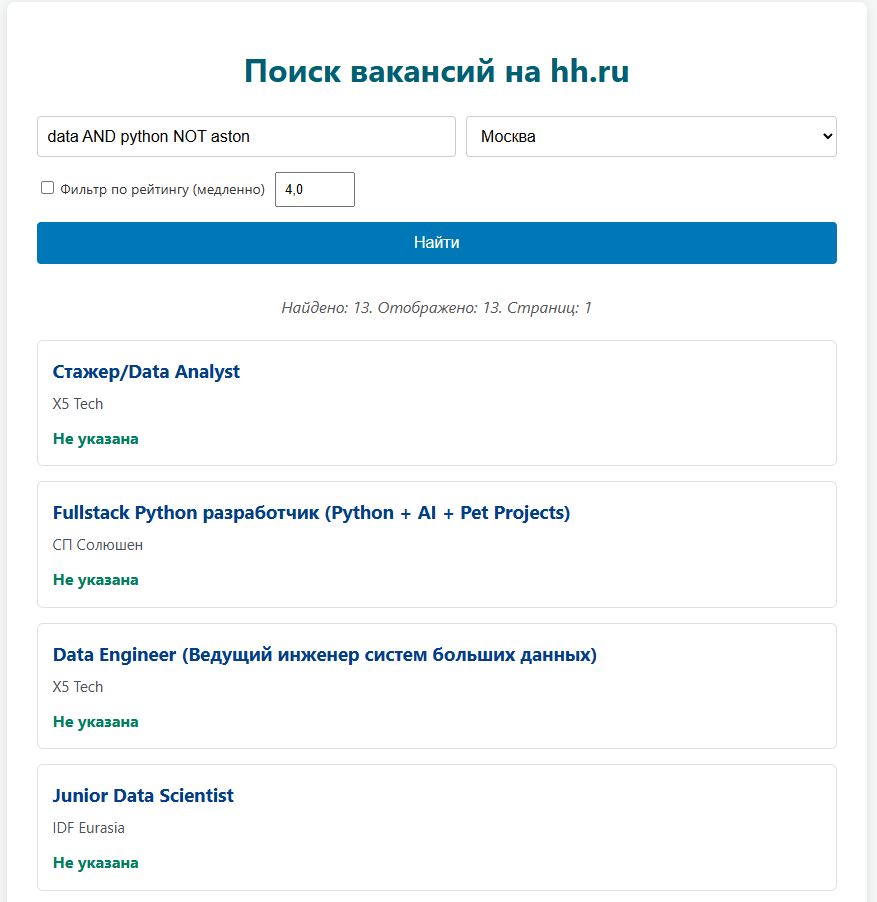 Поиск вакансий на hh.ru
data AND python NOT aston
Москва
Фильтр по рейтингу (медленно)
4,0
Найти
Найдено: 13. Отображено: 13. Страниц: 1
Стажер/Data Analyst
X5 Tech
Не указана
Fullstack Python разработчик (Python + AI + Pet Projects)
СП Солюшен
Не указана
Data Engineer (Ведущий инженер систем больших данных)
X5 Tech
Не указана
Junior Data Scientist
IDF Eurasia
Не указана